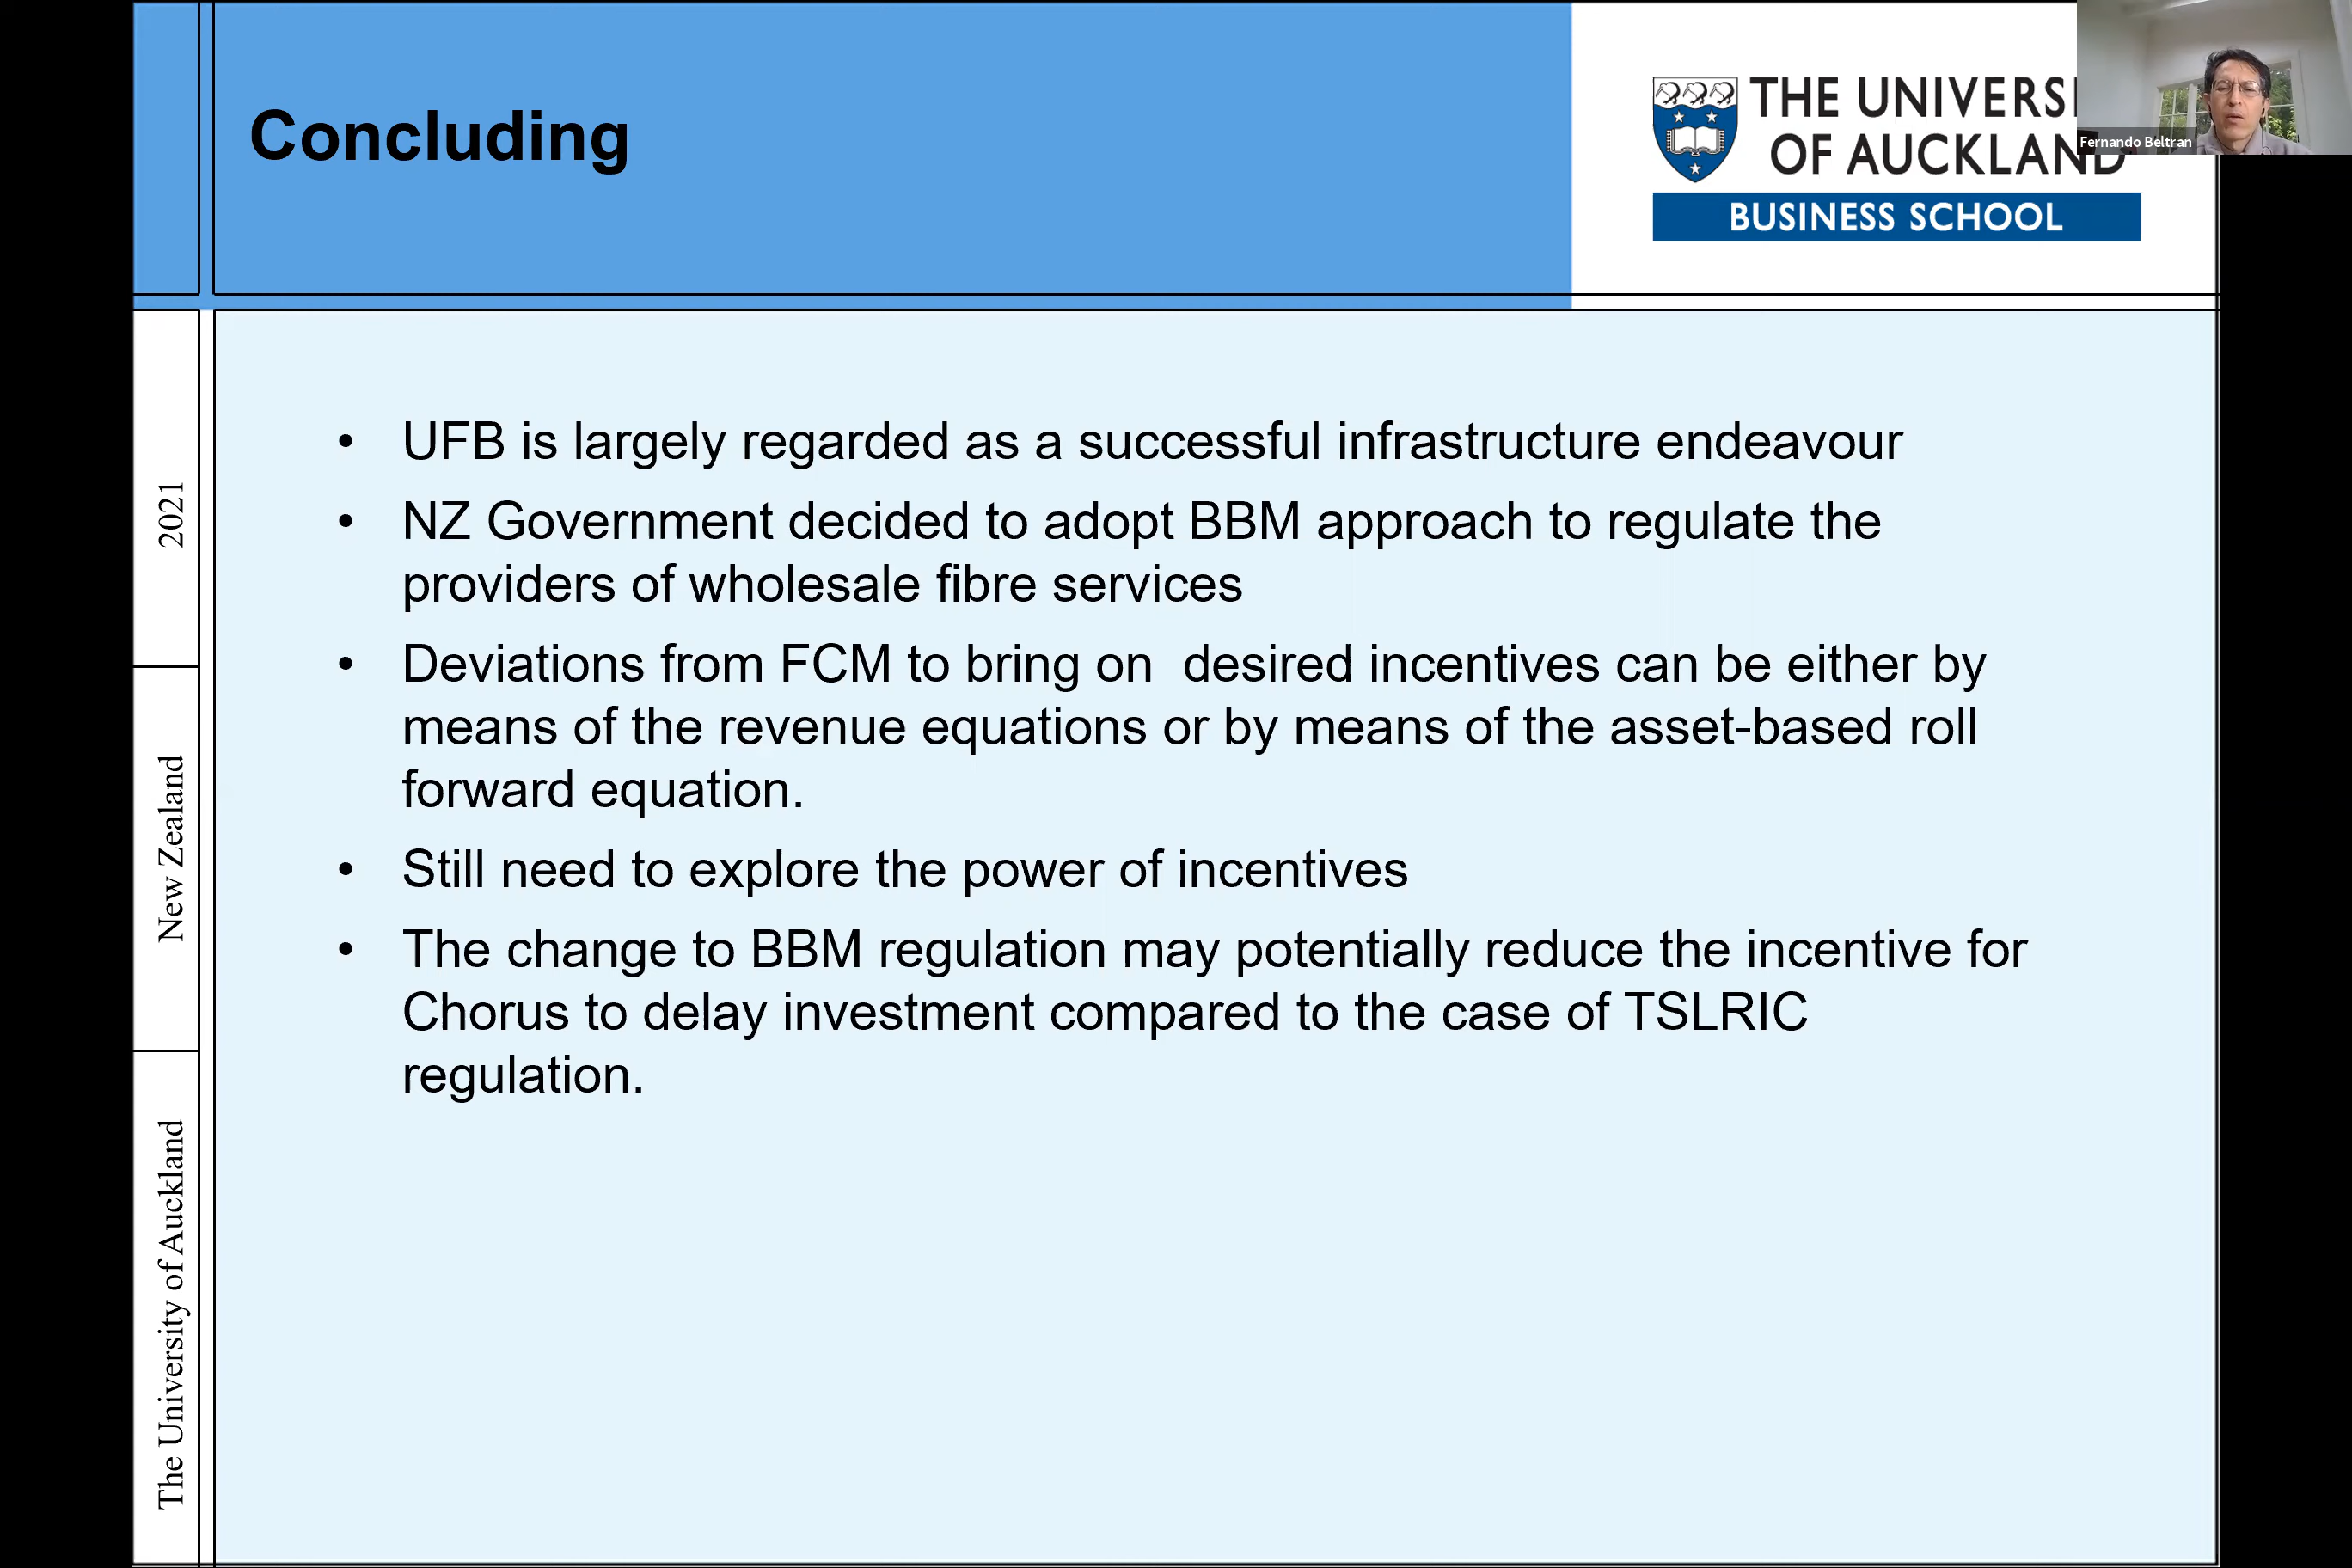 Concluding
THE UNIVERS
OF AUCKLAND
BUSINESS SCHOOL
Fernando Beltran
2021
New Zealand
The University of Auckland
• UFB is largely regarded as a successful infrastructure endeavour
• NZ Government decided to adopt BBM approach to regulate the
providers of wholesale fibre services
• Deviations from FCM to bring on  desired incentives can be either by
means of the revenue equations or by means of the asset-based roll
forward equation.
• Still need to explore the power of incentives
• The change to BBM regulation may potentially reduce the incentive for
Chorus to delay investment compared to the case of TSLRIC
regulation.